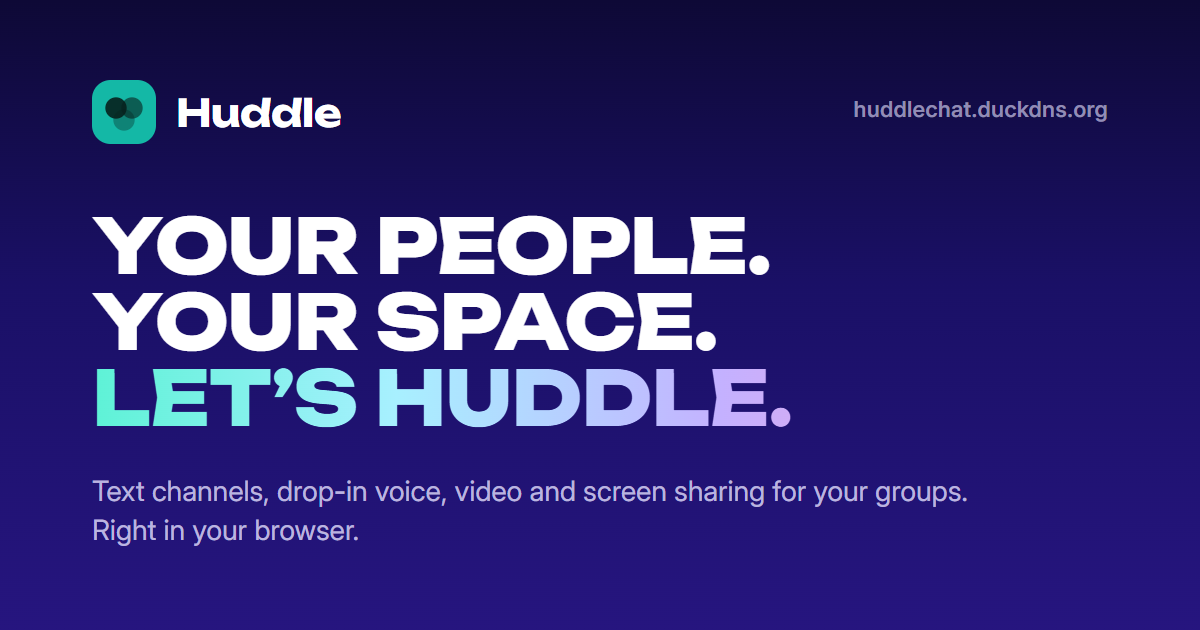 Huddle
huddlechat.duckdns.org
YOUR PEOPLE.
YOUR SPACE.
LET’S HUDDLE.
Text channels, drop-in voice, video and screen sharing for your groups.
Right in your browser.